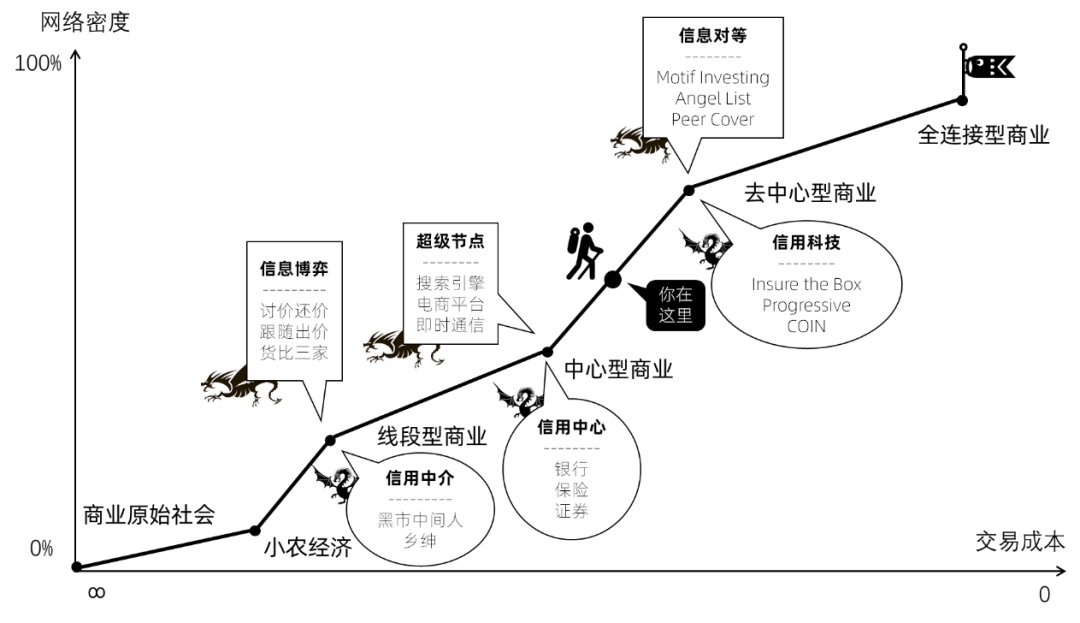 网络密度
100%
信息对等
Motif Investing
Angel List
Peer Cover
全连接型商业
去中心型商业
信用科技
Insure the Box
Progressive
COIN
超级节点
搜索引擎
电商平台
即时通信
信息博弈
讨价还价
跟随出价
货比三家
你在
这里
中心型商业
信用中心
银行
保险
证券
线段型商业
信用中介
黑市中间人
乡绅
商业原始社会
小农经济
0%
交易成本
∞
0